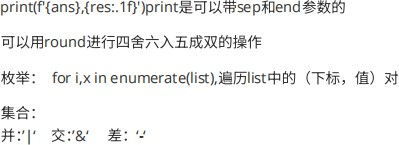 print(f'{ans},{res:.1f}')print是可以带sep和end参数的
可以用round进行四舍六入五成双的操作
枚举： for i,x in enumerate(list),遍历list中的（下标，值）对
集合：
并:’|‘ 交:’&‘ 差：‘-‘